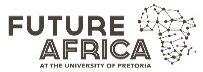 FUTURE
AFRICA
AT THE UNIVERSITY OF PRETORIA